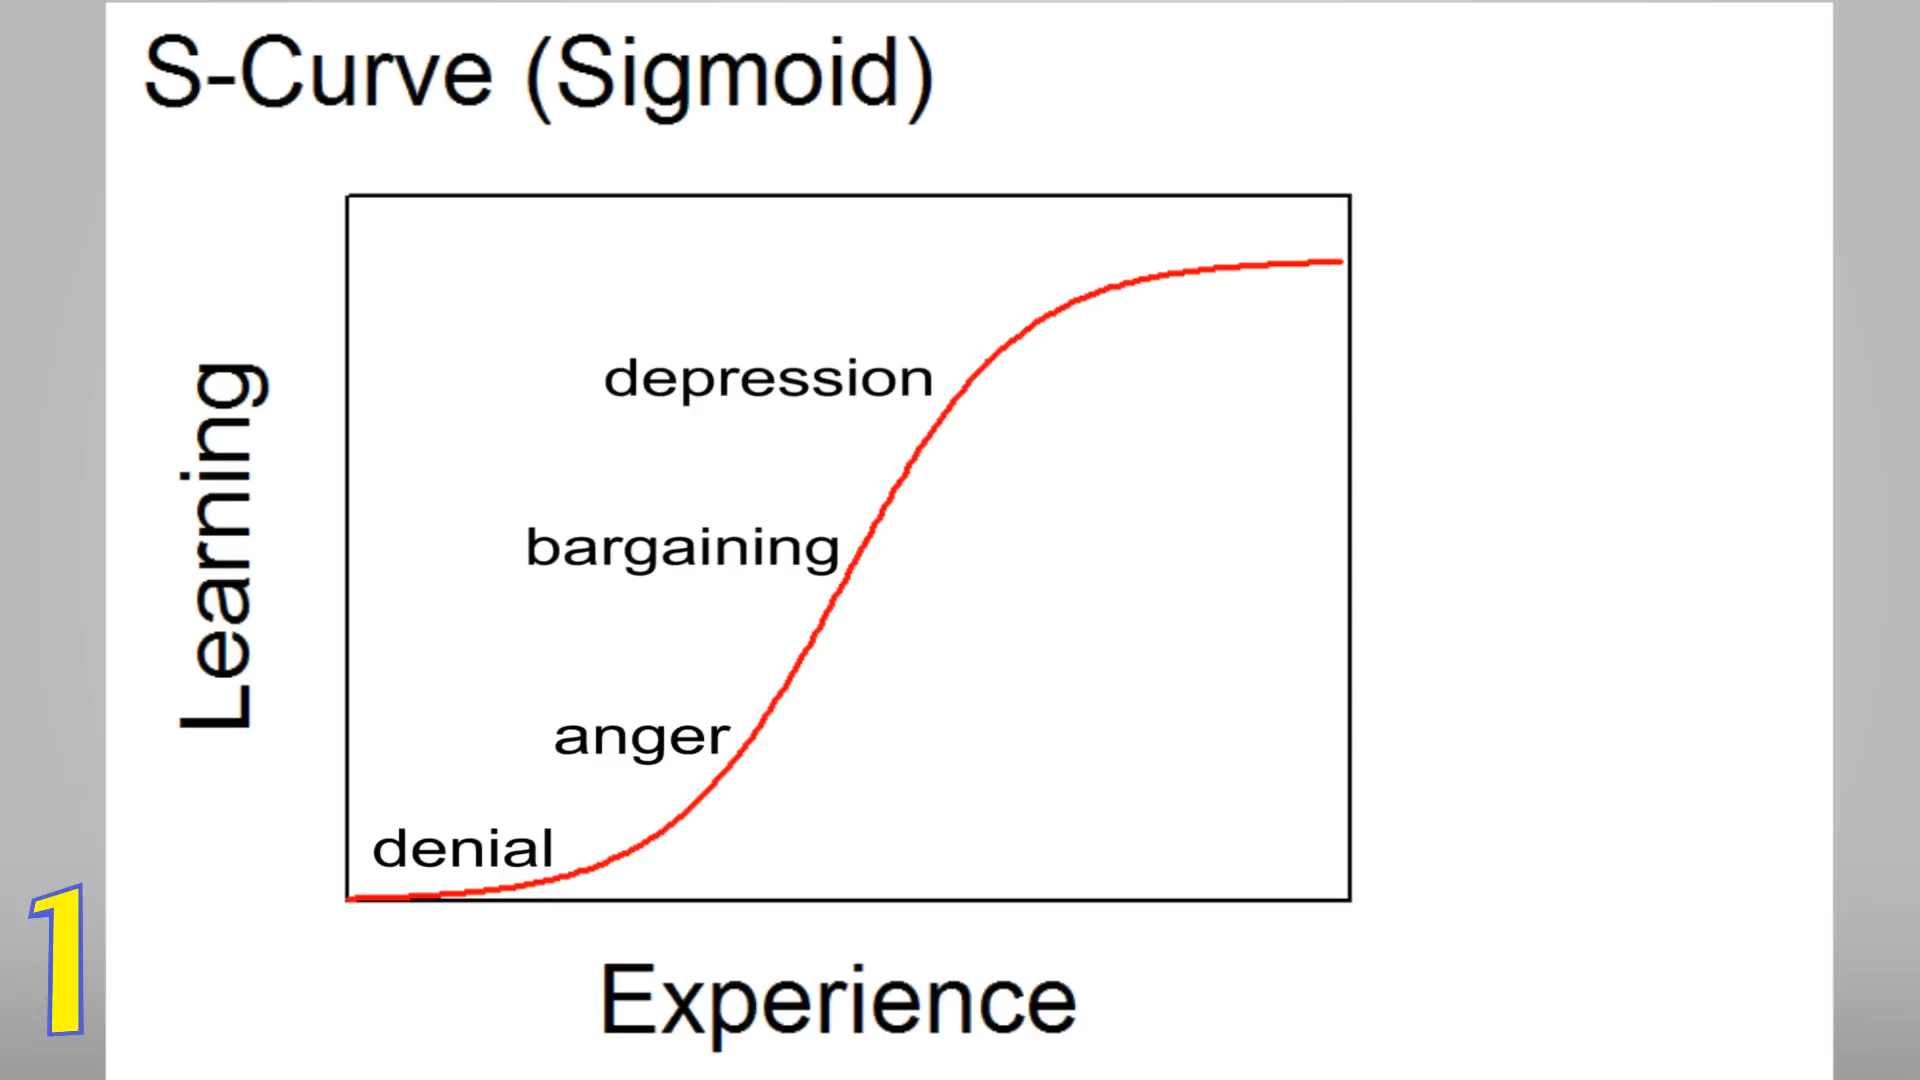 S-Curve (Sigmoid)
depression
bargaining
anger
denial
Learning
Experience
1